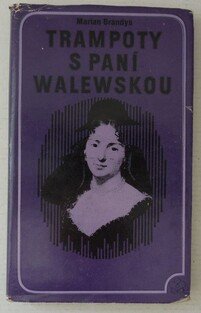 Marian Brandys
TRAMPOTY
S PANÍ
WALEWSKOU